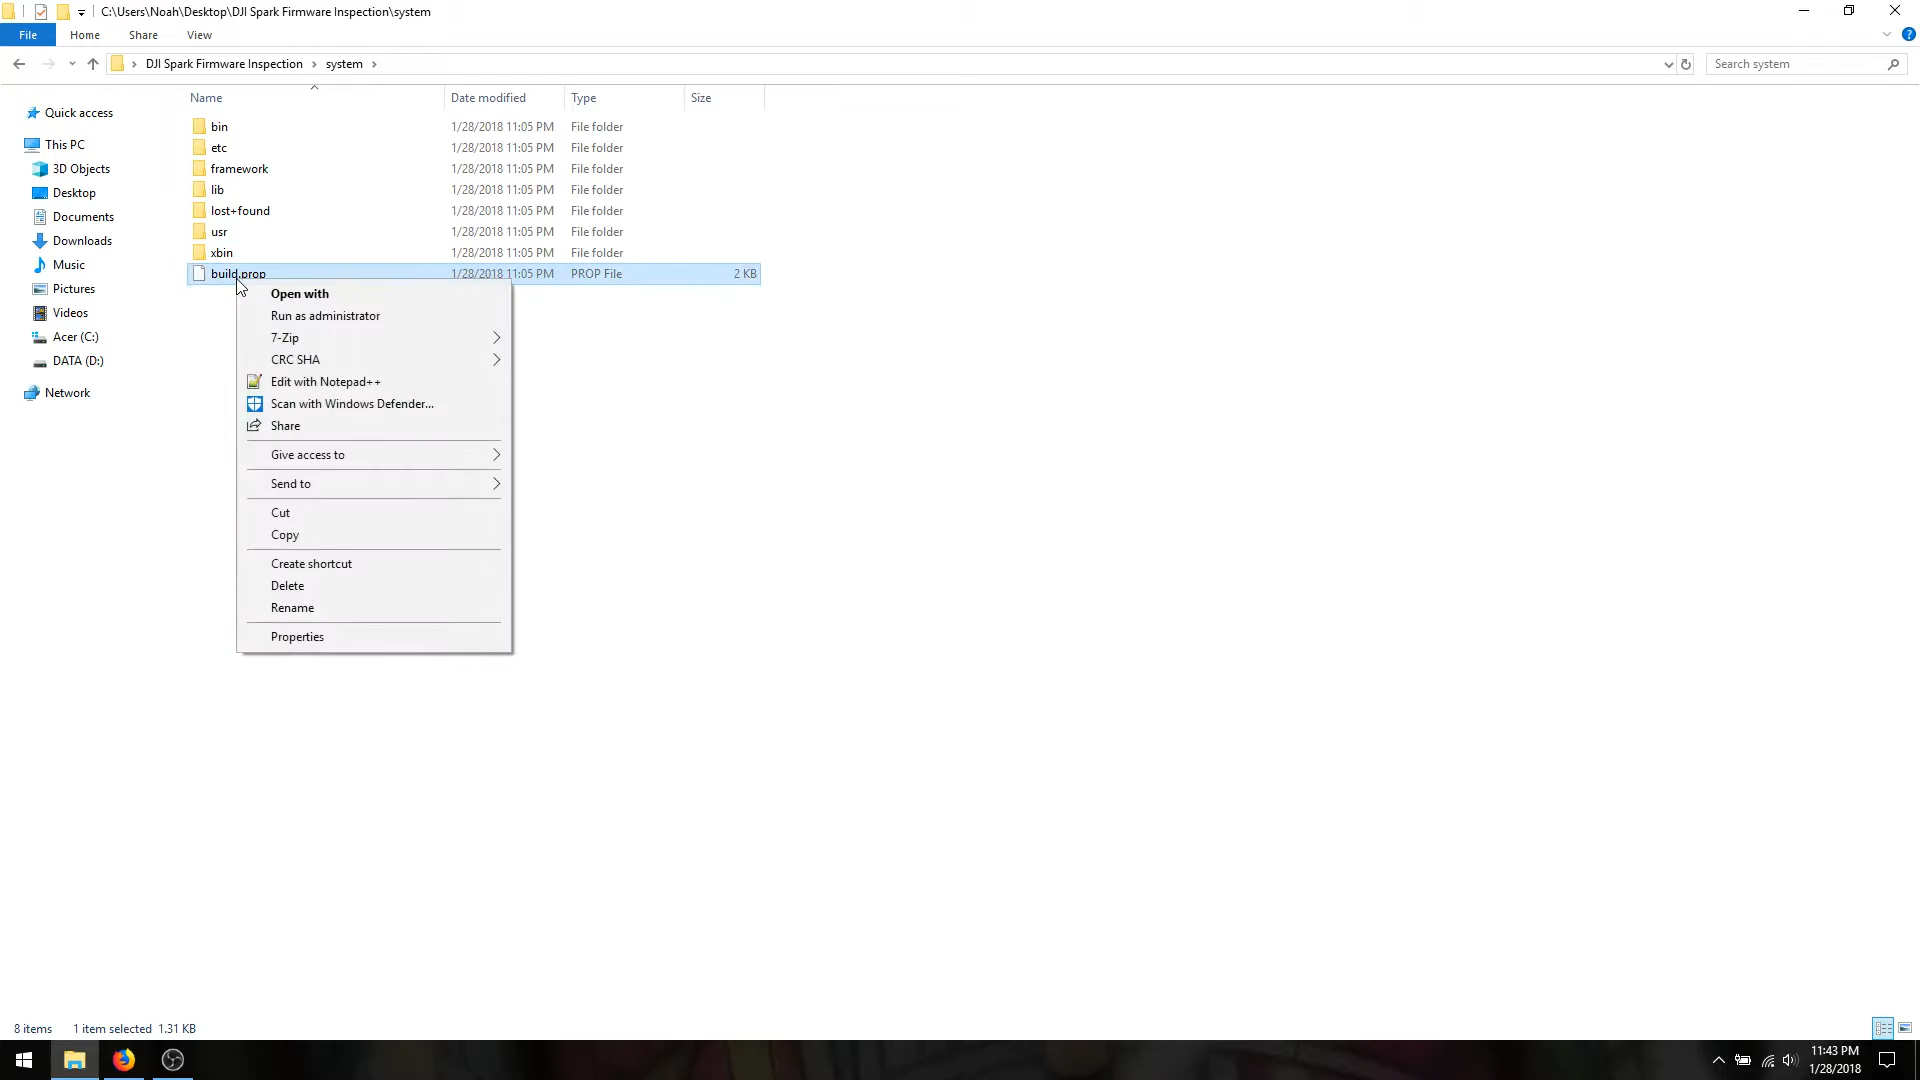 C:\Users\Noah\Desktop\DJI Spark Firmware Inspection\system
File Home Share View
DJI Spark Firmware Inspection system
Search system
Name Date modified Type Size
Quick access
This PC
3D Objects
Desktop
Documents
Downloads
Music
Pictures
Videos
Acer (C:)
DATA (D:)
Network
bin 1/28/2018 11:05 PM File folder
etc 1/28/2018 11:05 PM File folder
framework 1/28/2018 11:05 PM File folder
lib 1/28/2018 11:05 PM File folder
lost+found 1/28/2018 11:05 PM File folder
usr 1/28/2018 11:05 PM File folder
xbin 1/28/2018 11:05 PM File folder
build.prop 1/28/2018 11:05 PM PROP File 2 KB
Open with
Run as administrator
7-Zip
CRC SHA
Edit with Notepad++
Scan with Windows Defender...
Share
Give access to
Send to
Cut
Copy
Create shortcut
Delete
Rename
Properties
8 items 1 item selected 1.31 KB
11:43 PM
1/28/2018